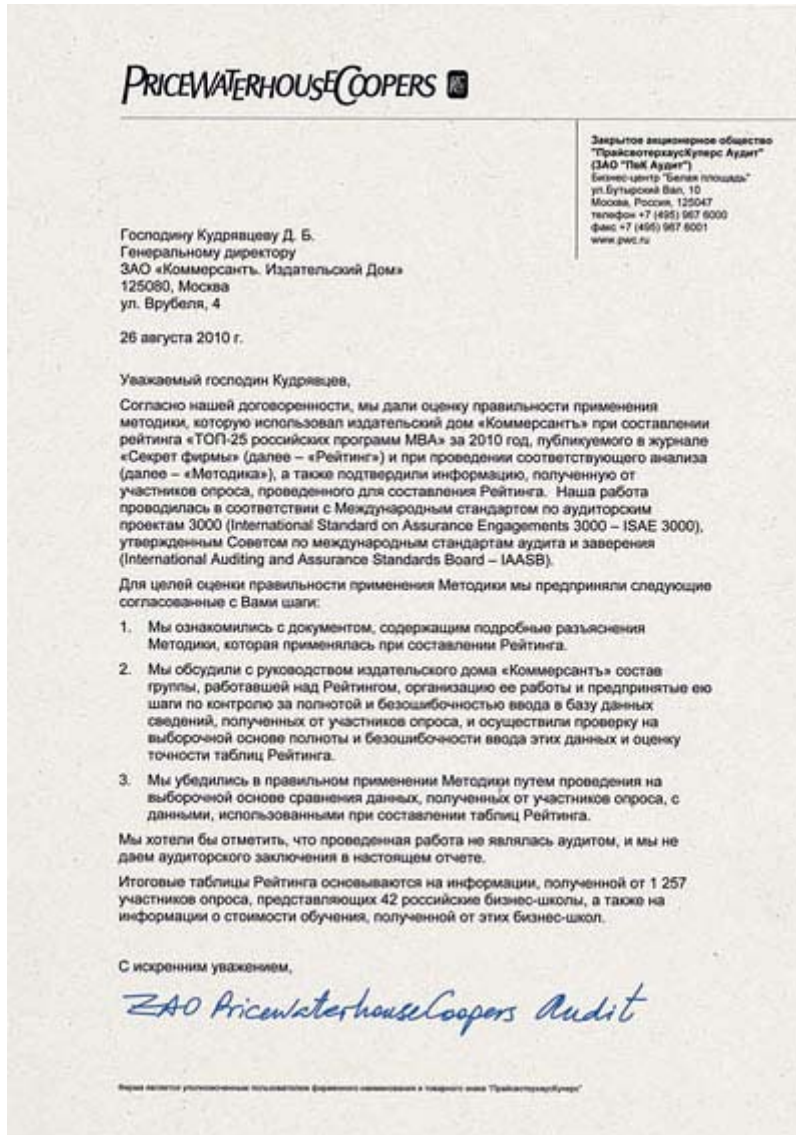 PRICEWATERHOUSECOOPERS
Закрытое акционерное общество
"ПрайсвотерхаусКуперс Аудит"
(ЗАО "ПвК Аудит")
Бизнес-центр "Белая площадь"
ул.Бутырский Вал, 10
Москва, Россия, 125047
телефон +7 (495) 967 6000
факс +7 (495) 967 6001
www.pwc.ru
Господину Кудрявцеву Д. Б.
Генеральному директору
ЗАО «Коммерсантъ. Издательский Дом»
125080, Москва
ул. Врубеля, 4
26 августа 2010 г.
Уважаемый господин Кудрявцев,
Согласно нашей договоренности, мы дали оценку правильности применения
методики, которую использовал издательский дом «Коммерсантъ» при составлении
рейтинга «ТОП-25 российских программ МВА» за 2010 год, публикуемого в журнале
«Секрет фирмы» (далее – «Рейтинг») и при проведении соответствующего анализа
(далее – «Методика»), а также подтвердили информацию, полученную от
участников опроса, проведенного для составления Рейтинга. Наша работа
проводилась в соответствии с Международным стандартом по аудиторским
проектам 3000 (International Standard on Assurance Engagements 3000 – ISAE 3000),
утвержденным Советом по международным стандартам аудита и заверения
(International Auditing and Assurance Standards Board – IAASB).
Для целей оценки правильности применения Методики мы предприняли следующие
согласованные с Вами шаги:
1. Мы ознакомились с документом, содержащим подробные разъяснения
Методики, которая применялась при составлении Рейтинга.
2. Мы обсудили с руководством издательского дома «Коммерсантъ» состав
группы, работавшей над Рейтингом, организацию ее работы и предпринятые ею
шаги по контролю за полнотой и безошибочностью ввода в базу данных
сведений, полученных от участников опроса, и осуществили проверку на
выборочной основе полноты и безошибочности ввода этих данных и оценку
точности таблиц Рейтинга.
3. Мы убедились в правильном применении Методики путем проведения на
выборочной основе сравнения данных, полученных от участников опроса, с
данными, использованными при составлении таблиц Рейтинга.
Мы хотели бы отметить, что проведенная работа не являлась аудитом, и мы не
даем аудиторского заключения в настоящем отчете.
Итоговые таблицы Рейтинга основываются на информации, полученной от 1 257
участников опроса, представляющих 42 российские бизнес-школы, а также на
информации о стоимости обучения, полученной от этих бизнес-школ.
С искренним уважением,
ZAO PricewaterhouseCoopers Audit
Фирма является уполномоченным пользователем фирменного наименования и товарного знака "ПрайсвотерхаусКуперс"